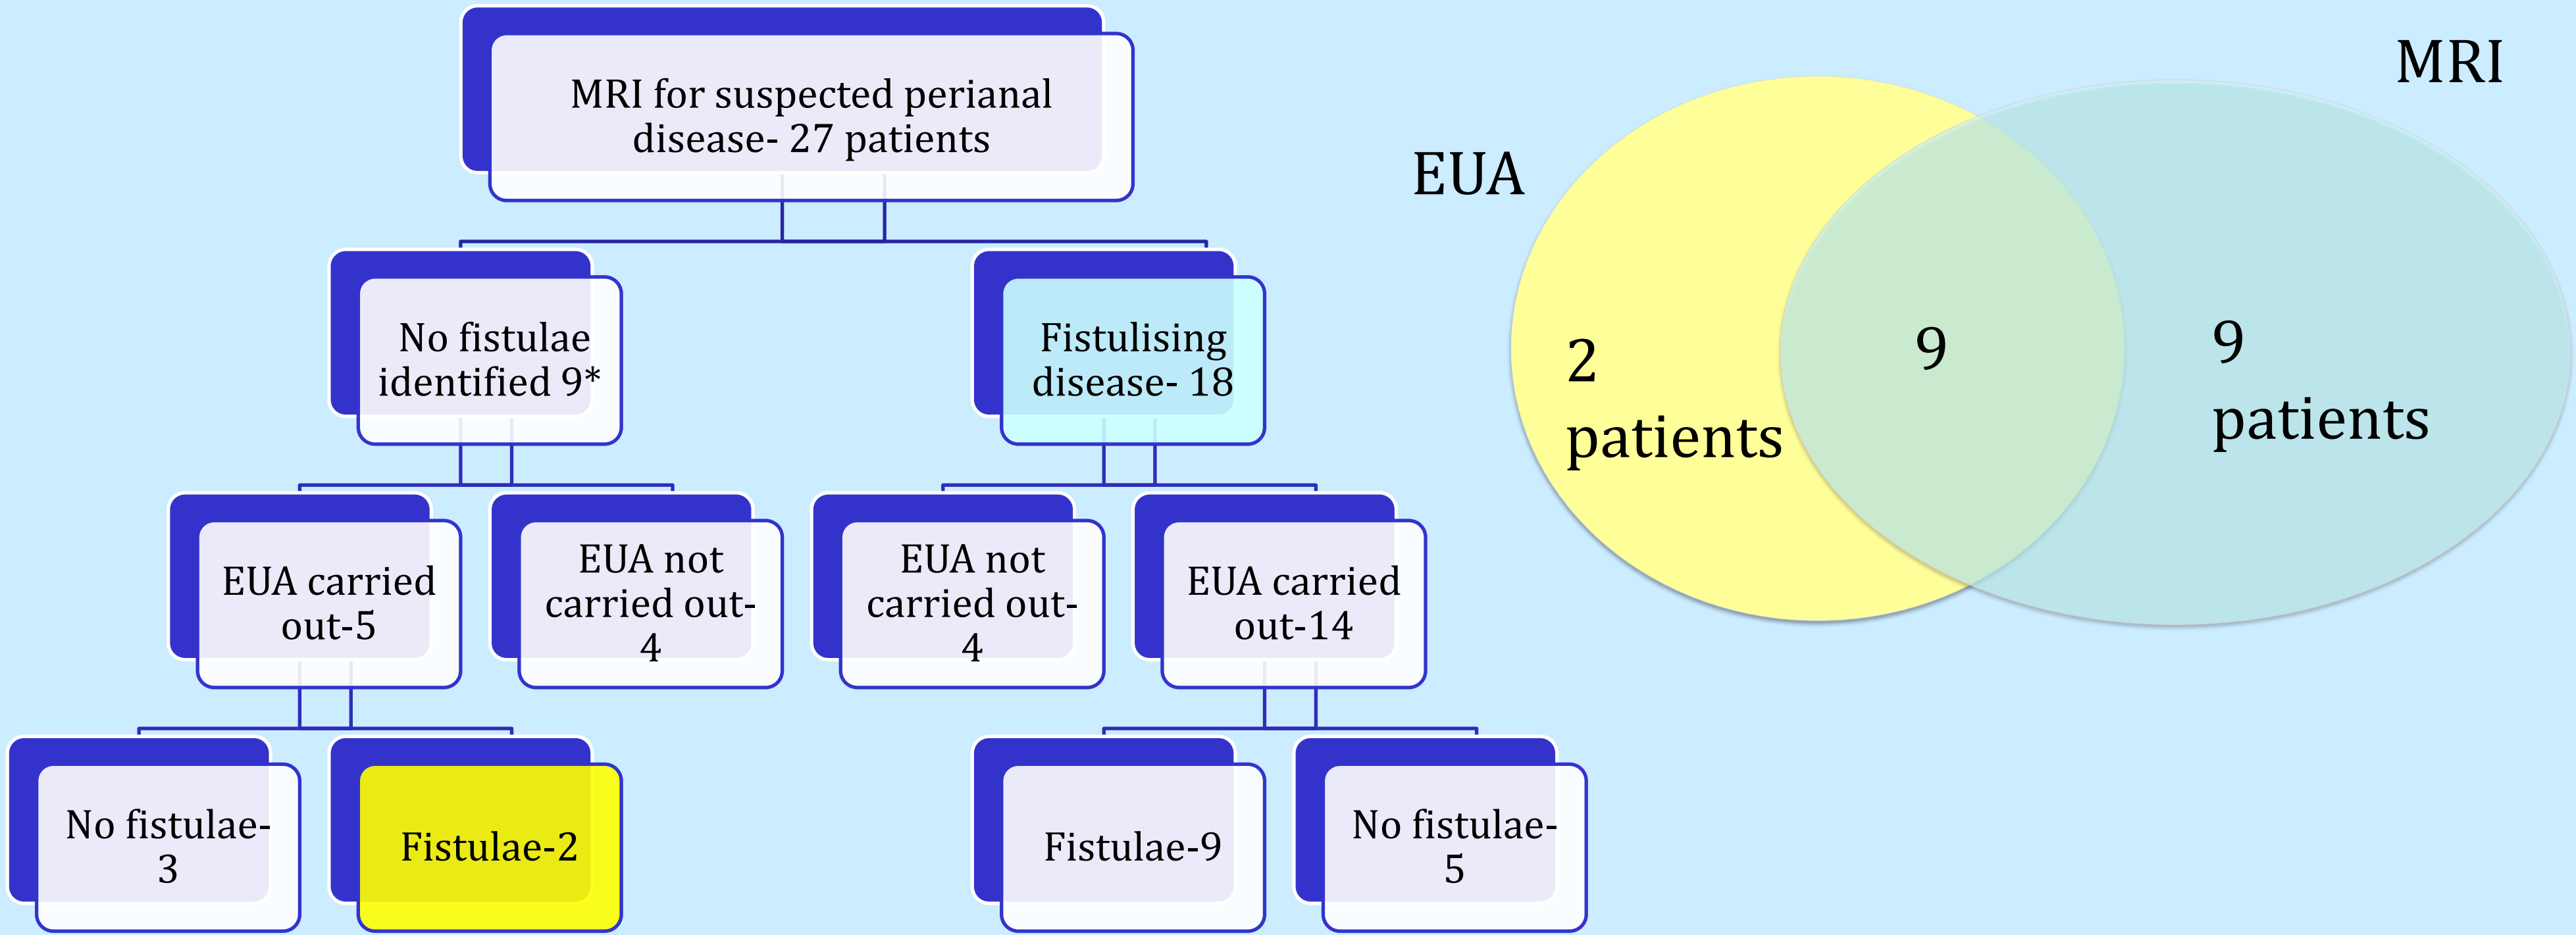 MRI for suspected perianal
disease- 27 patients
No fistulae
identified 9*
Fistulising
disease- 18
EUA carried
out-5
EUA not
carried out-
4
EUA not
carried out-
4
EUA carried
out-14
No fistulae-
3
Fistulae-2
Fistulae-9
No fistulae-
5
EUA
MRI
2
patients
9
9
patients